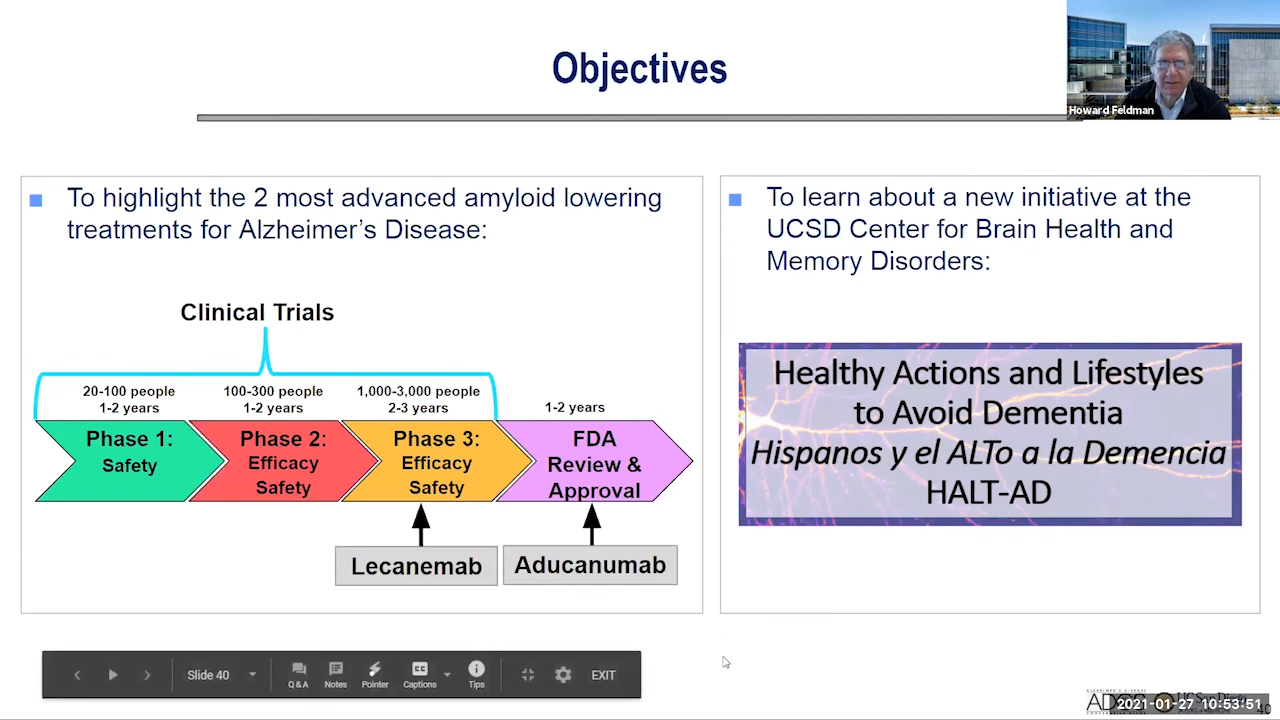 Objectives
Howard Feldman
To highlight the 2 most advanced amyloid lowering
treatments for Alzheimer’s Disease:
Clinical Trials
20-100 people
1-2 years
100-300 people
1-2 years
1,000-3,000 people
2-3 years
1-2 years
Phase 1:
Safety
Phase 2:
Efficacy
Safety
Phase 3:
Efficacy
Safety
FDA
Review &
Approval
Lecanemab
Aducanumab
To learn about a new initiative at the
UCSD Center for Brain Health and
Memory Disorders:
Healthy Actions and Lifestyles
to Avoid Dementia
Hispanos y el ALTo a la Demencia
HALT-AD
Slide 40
Q & A
Notes
Pointer
Captions
Tips
EXIT
2021-01-27 10:53:51
40